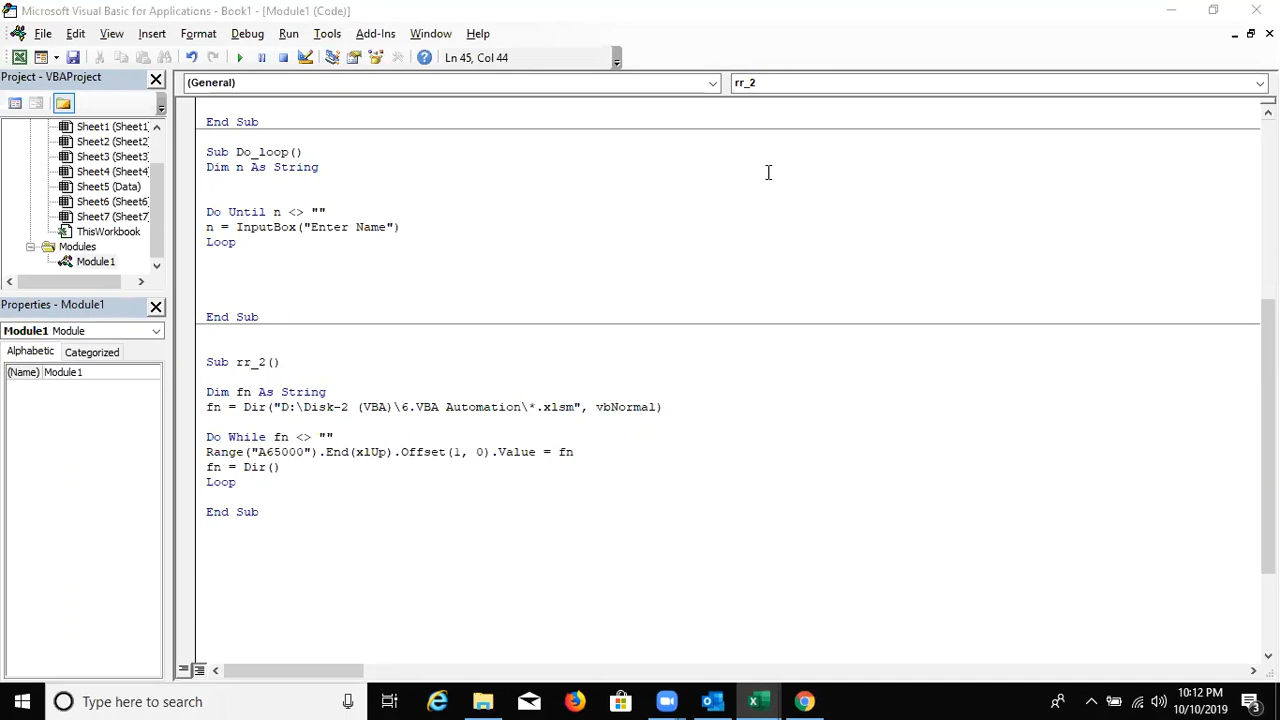 Microsoft Visual Basic for Applications - Book1 - [Module1 (Code)]
File Edit View Insert Format Debug Run Tools Add-Ins Window Help
Ln 45, Col 44
Project - VBAProject
(General)
rr_2
Sheet1 (Sheet1)
Sheet2 (Sheet2)
Sheet3 (Sheet3)
Sheet4 (Sheet4)
Sheet5 (Data)
Sheet6 (Sheet6)
Sheet7 (Sheet7)
ThisWorkbook
Modules
Module1
Properties - Module1
Module1 Module
Alphabetic Categorized
(Name) Module1
End Sub
Sub Do_loop()
Dim n As String
Do Until n <> ""
n = InputBox("Enter Name")
Loop
End Sub
Sub rr_2()
Dim fn As String
fn = Dir("D:\Disk-2 (VBA)\6.VBA Automation\*.xlsm", vbNormal)
Do While fn <> ""
Range("A65000").End(xlUp).Offset(1, 0).Value = fn
fn = Dir()
Loop
End Sub
Type here to search
10:12 PM
10/10/2019
3